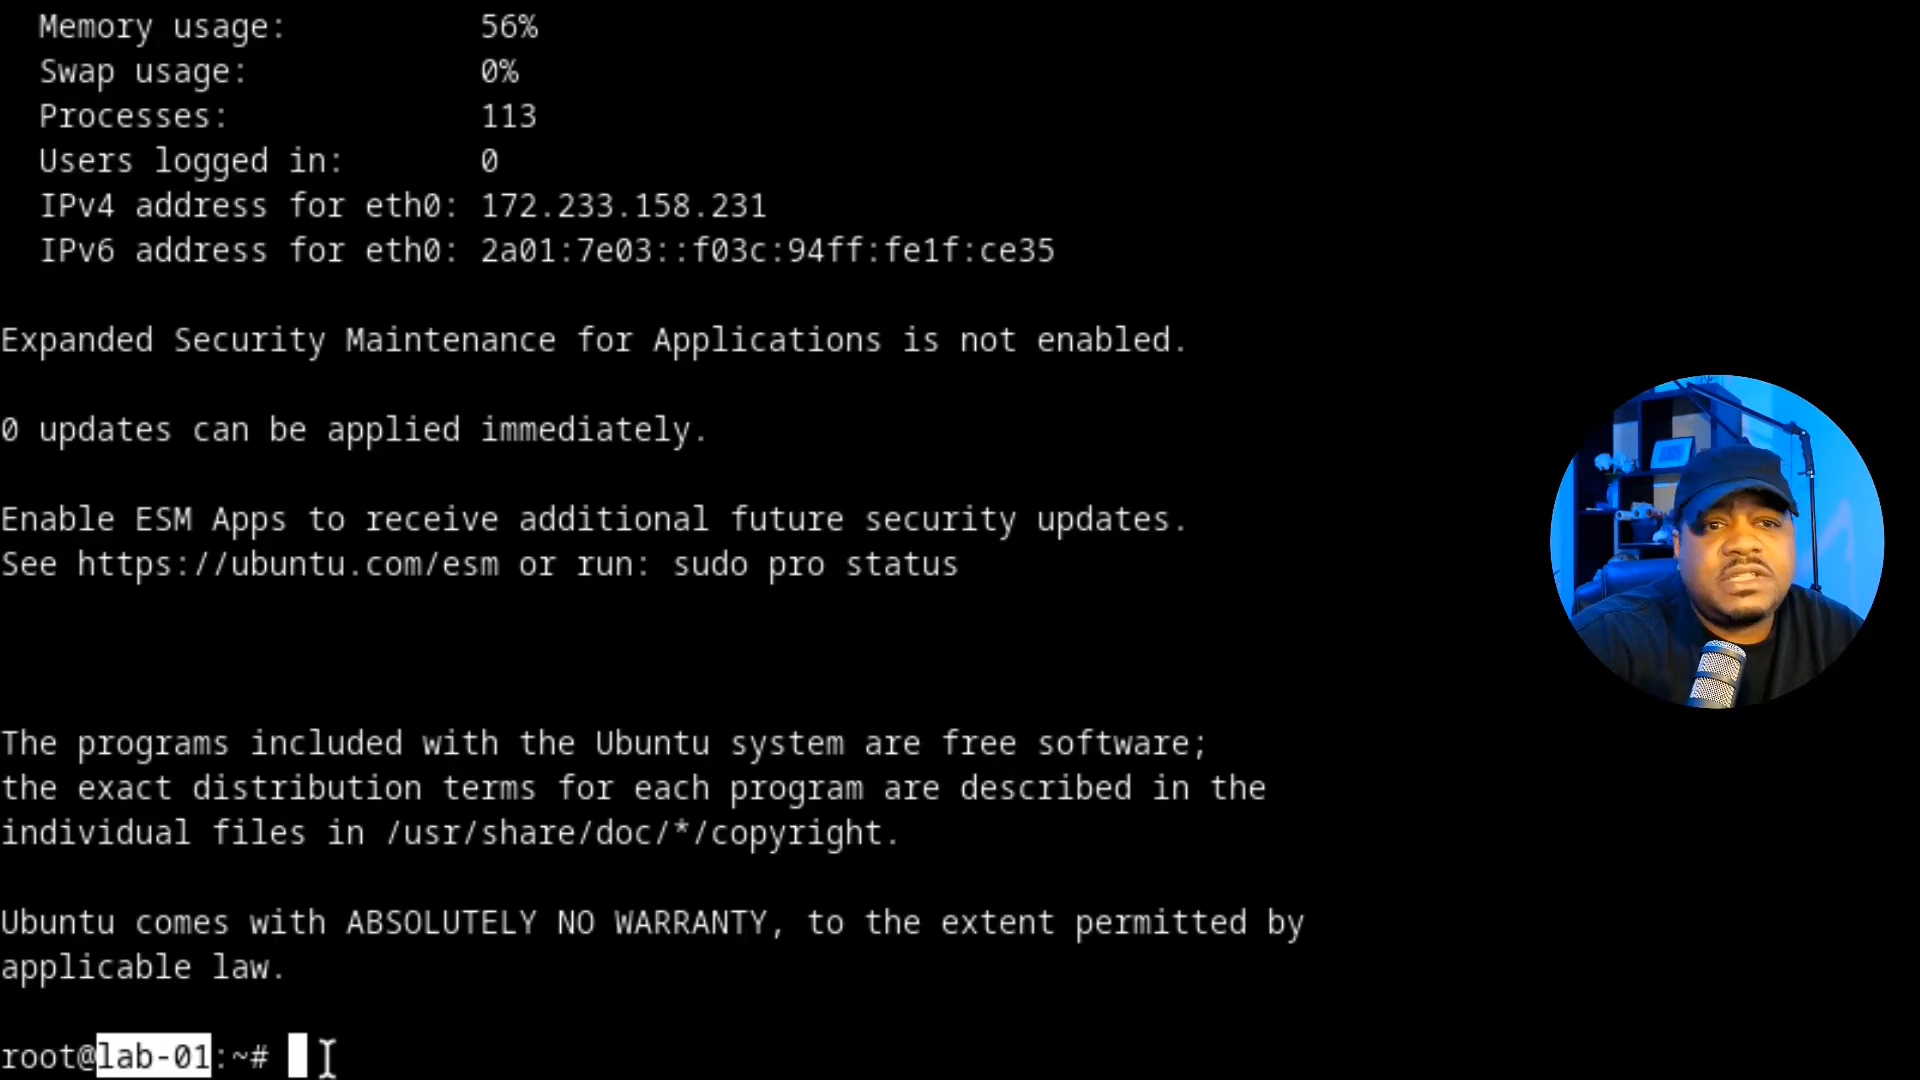 Memory usage: 56%
Swap usage: 0%
Processes: 113
Users logged in: 0
IPv4 address for eth0: 172.233.158.231
IPv6 address for eth0: 2a01:7e03::f03c:94ff:fe1f:ce35
Expanded Security Maintenance for Applications is not enabled.
0 updates can be applied immediately.
Enable ESM Apps to receive additional future security updates.
See https://ubuntu.com/esm or run: sudo pro status
The programs included with the Ubuntu system are free software;
the exact distribution terms for each program are described in the
individual files in /usr/share/doc/*/copyright.
Ubuntu comes with ABSOLUTELY NO WARRANTY, to the extent permitted by
applicable law.
root@lab-01:~#